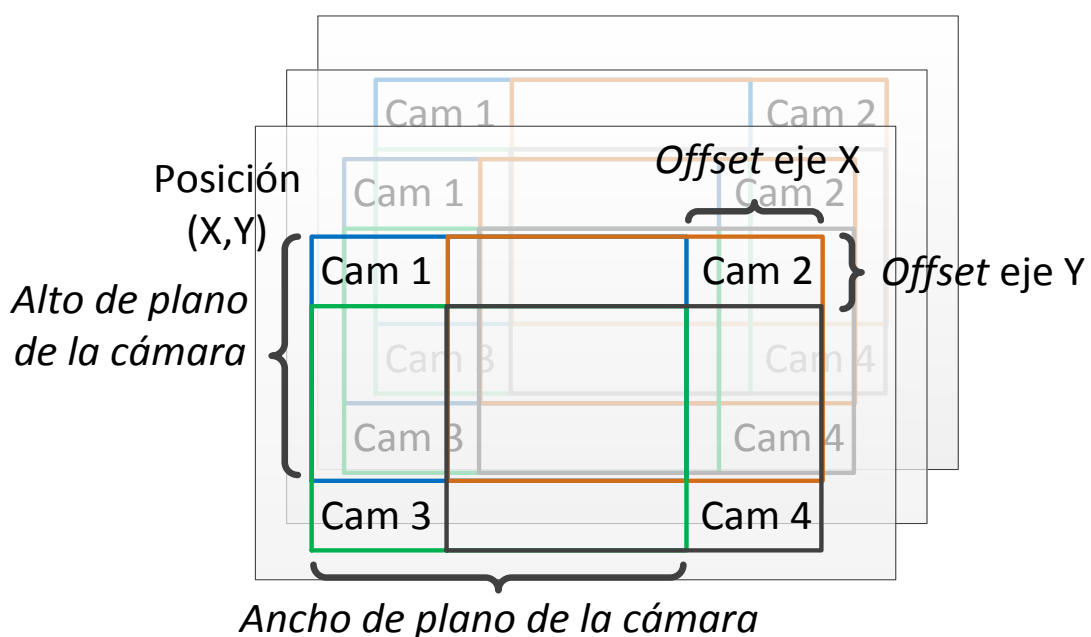 Cam 1
Cam 2
Offset eje X
Posición
(X,Y)
Cam 1
Cam 2
Cam 1
Cam 2
Offset eje Y
Alto de plano
de la cámara
Cam 3
Cam 4
Cam 3
Cam 4
Cam 3
Cam 4
Ancho de plano de la cámara